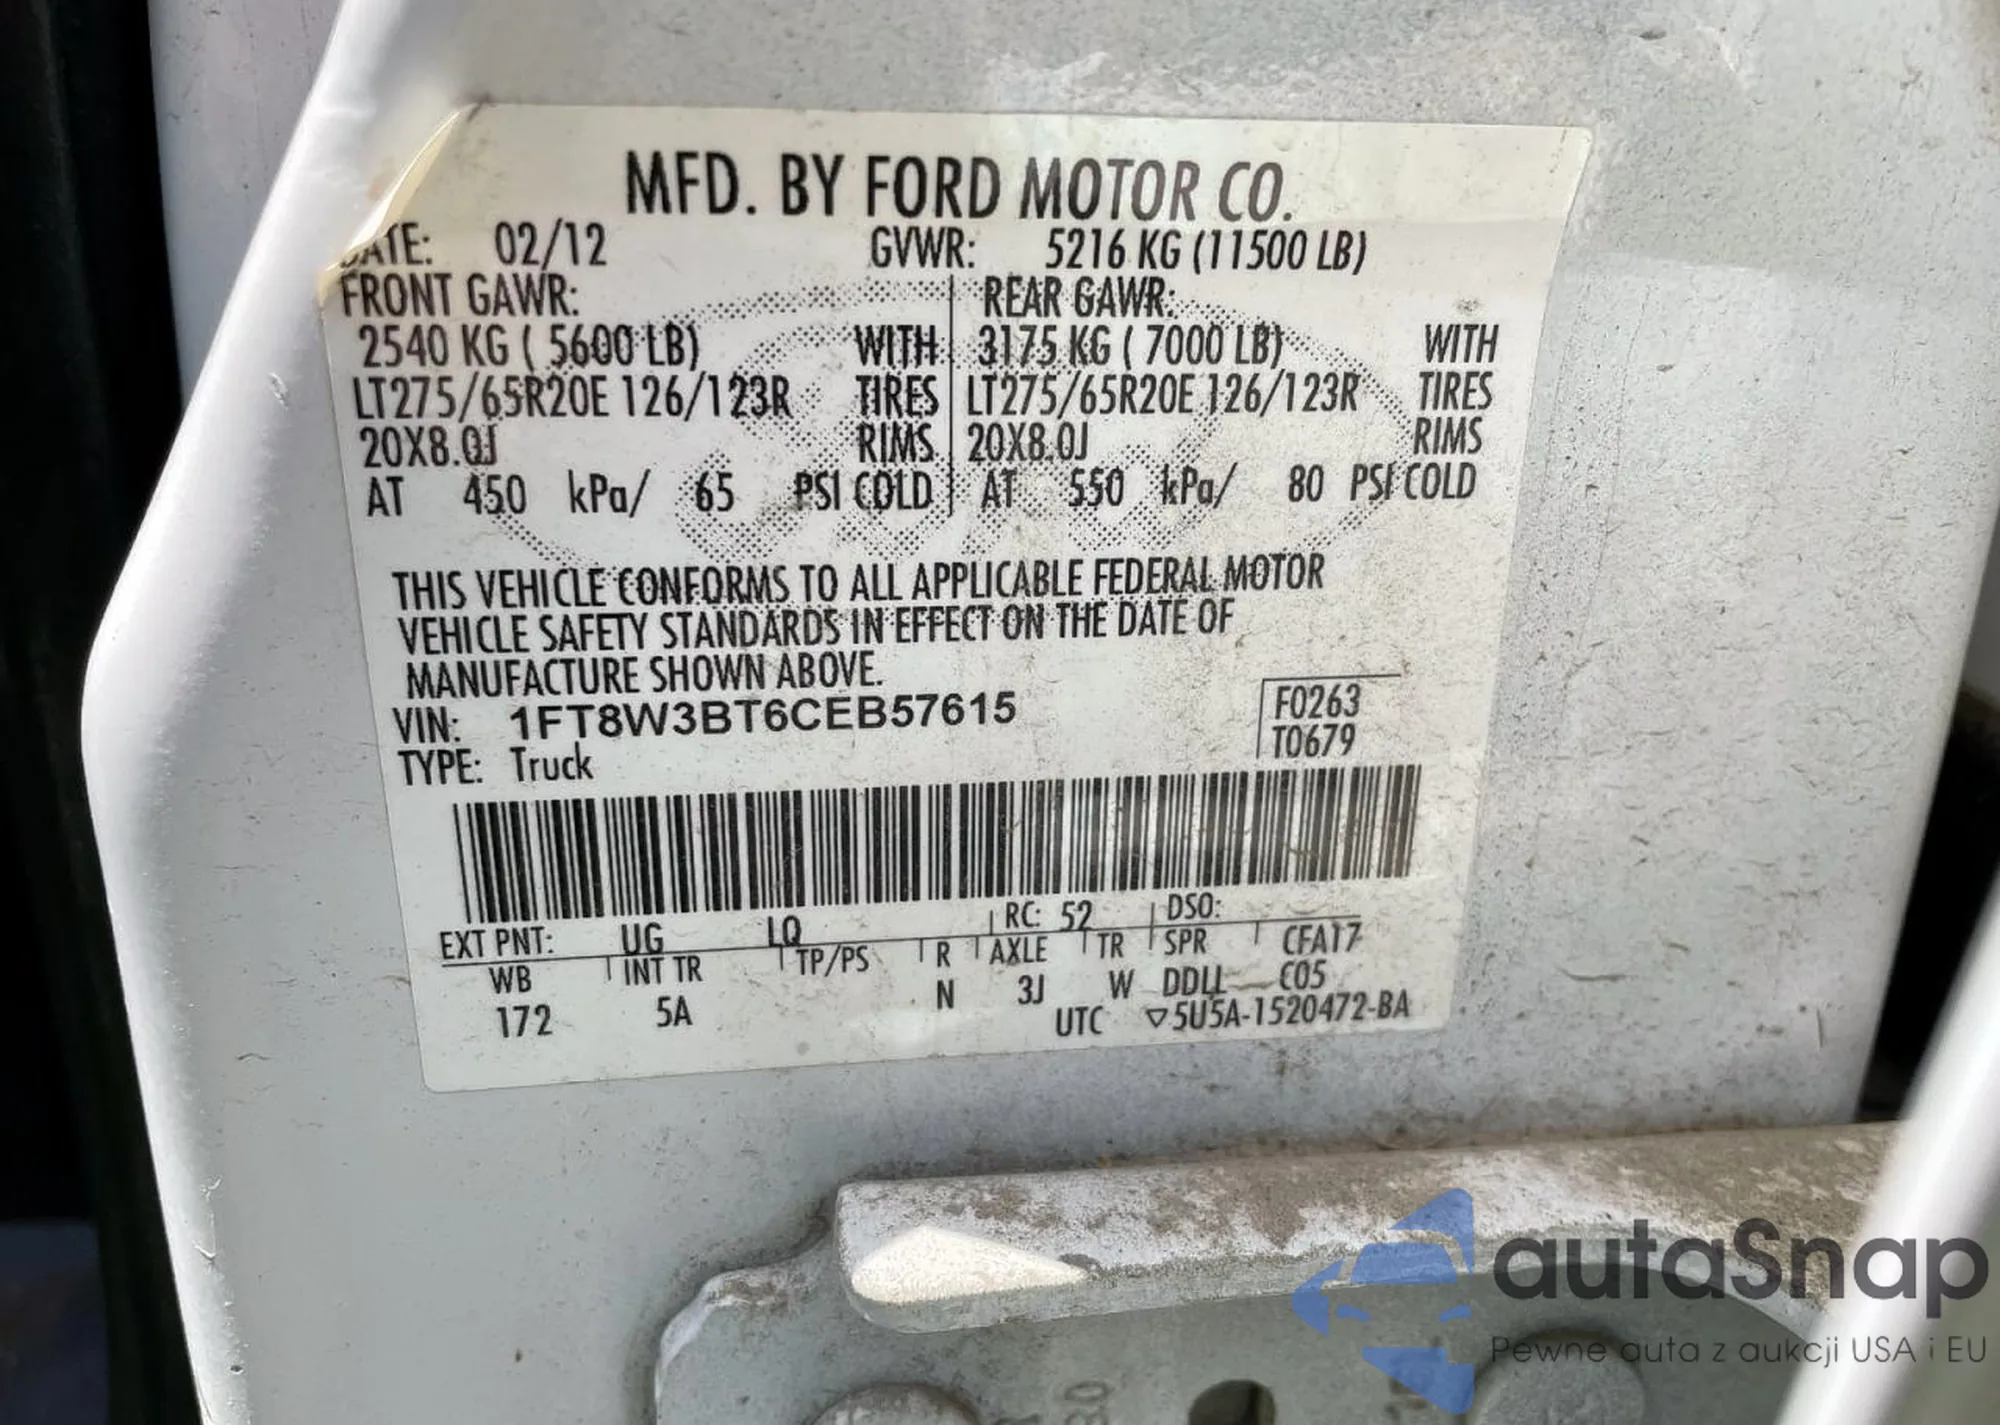 MFD. BY FORD MOTOR CO.
DATE: 02/12 GVWR: 5216 KG (11500 LB)
FRONT GAWR: REAR GAWR:
2540 KG ( 5600 LB) WITH 3175 KG ( 7000 LB) WITH
LT275/65R20E 126/123R TIRES LT275/65R20E 126/123R TIRES
20X8.0J RIMS 20X8.0J RIMS
AT 450 kPa/ 65 PSI COLD AT 550 kPa/ 80 PSI COLD
THIS VEHICLE CONFORMS TO ALL APPLICABLE FEDERAL MOTOR
VEHICLE SAFETY STANDARDS IN EFFECT ON THE DATE OF
MANUFACTURE SHOWN ABOVE.
VIN: 1FT8W3BT6CEB57615 F0263
TYPE: Truck T0679
EXT PNT: UG LQ RC: 52 DSO:
WB INT TR TP/PS R AXLE TR SPR CFA17
172 5A N 3J W DDLL C05
UTC ▽5U5A-1520472-BA
autaSnap
Pewne auta z aukcji USA i EU